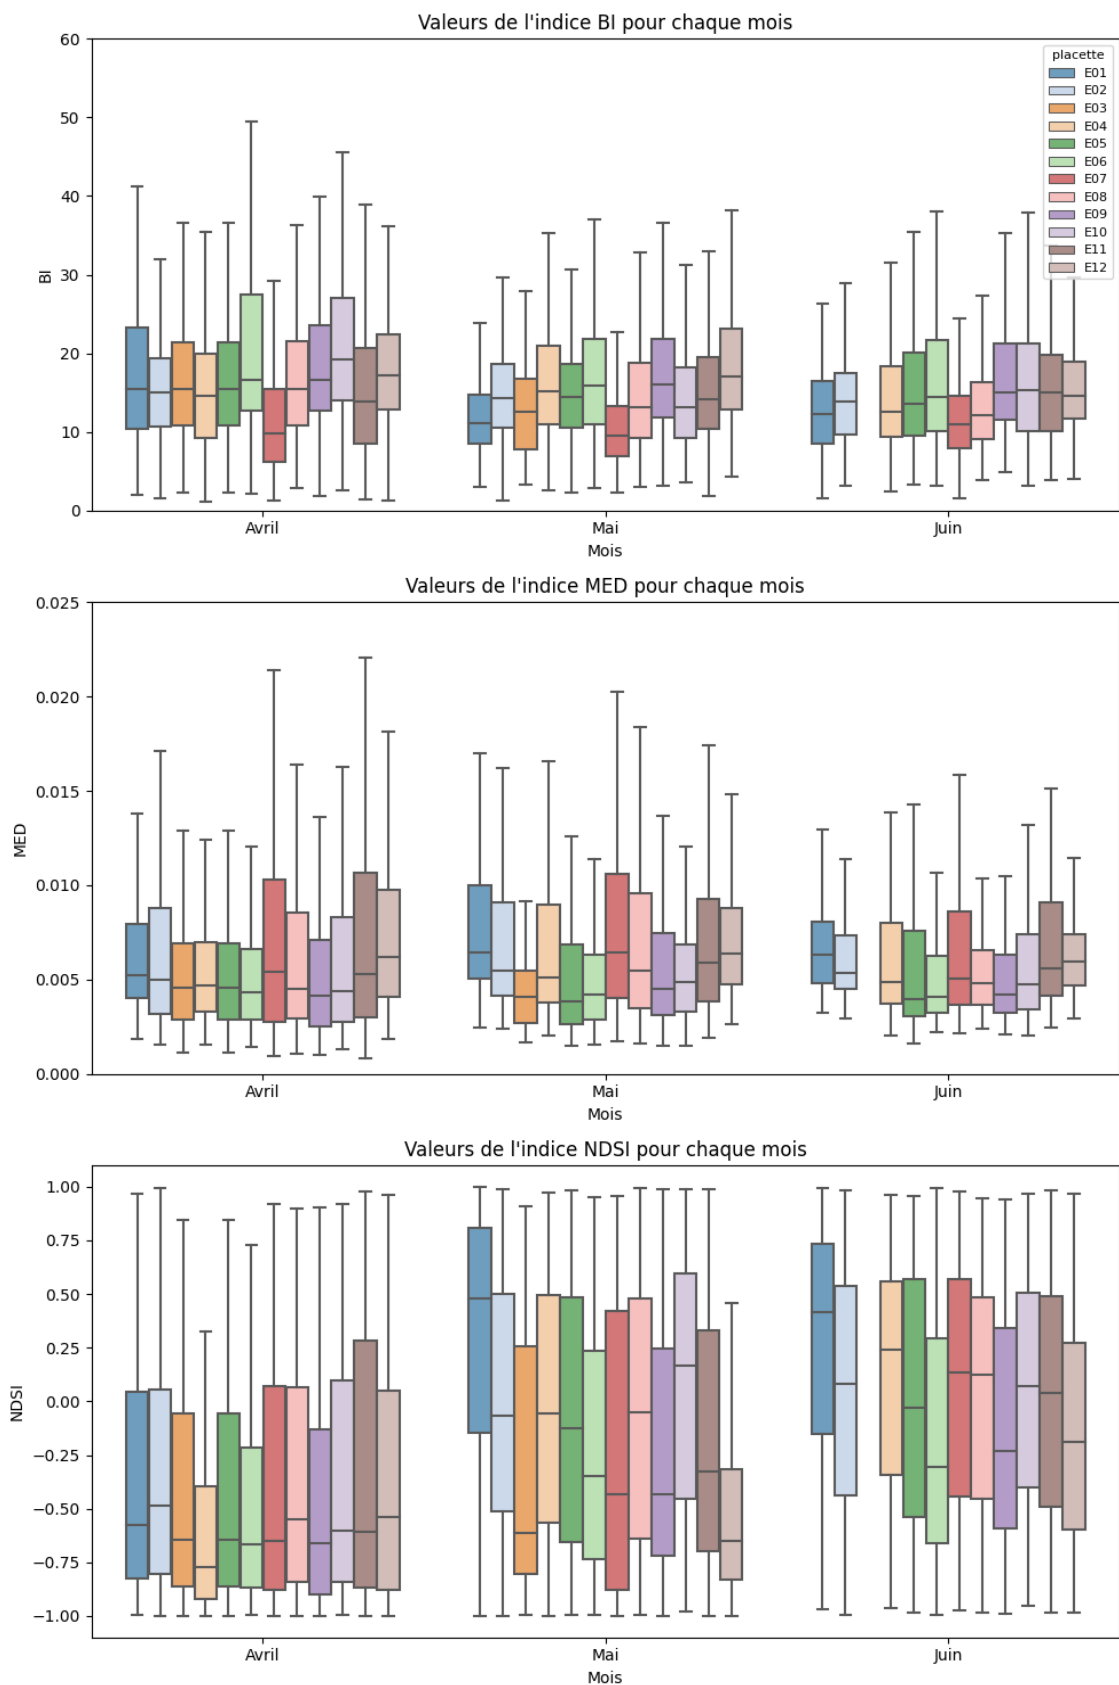 Valeurs de l'indice BI pour chaque mois
60
50
40
30
20
10
0
BI
placette
E01
E02
E03
E04
E05
E06
E07
E08
E09
E10
E11
E12
Avril
Mai
Juin
Mois
Valeurs de l'indice MED pour chaque mois
0.025
0.020
0.015
0.010
0.005
0.000
MED
Avril
Mai
Juin
Mois
Valeurs de l'indice NDSI pour chaque mois
1.00
0.75
0.50
0.25
0.00
−0.25
−0.50
−0.75
−1.00
NDSI
Avril
Mai
Juin
Mois